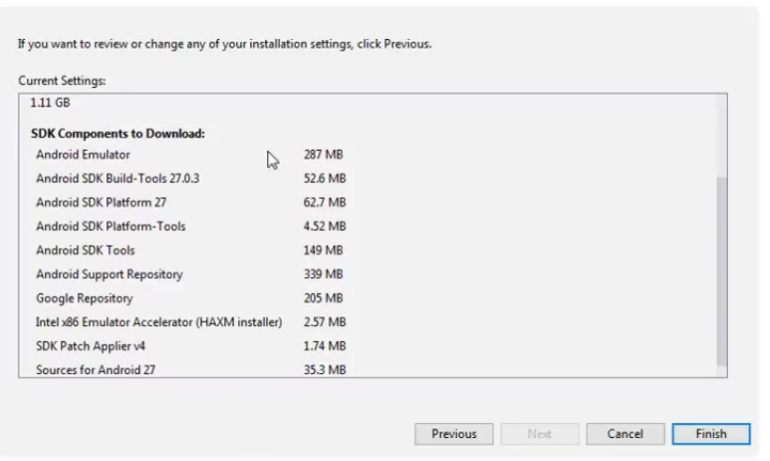 If you want to review or change any of your installation settings, click Previous.
Current Settings:
1.11 GB
SDK Components to Download:
Android Emulator 287 MB
Android SDK Build-Tools 27.0.3 52.6 MB
Android SDK Platform 27 62.7 MB
Android SDK Platform-Tools 4.52 MB
Android SDK Tools 149 MB
Android Support Repository 339 MB
Google Repository 205 MB
Intel x86 Emulator Accelerator (HAXM installer) 2.57 MB
SDK Patch Applier v4 1.74 MB
Sources for Android 27 35.3 MB
Previous Next Cancel Finish